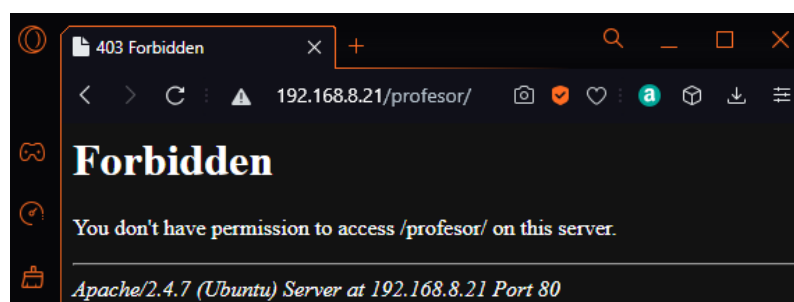 403 Forbidden
192.168.8.21/profesor/
a
Forbidden
You don't have permission to access /profesor/ on this server.
Apache/2.4.7 (Ubuntu) Server at 192.168.8.21 Port 80